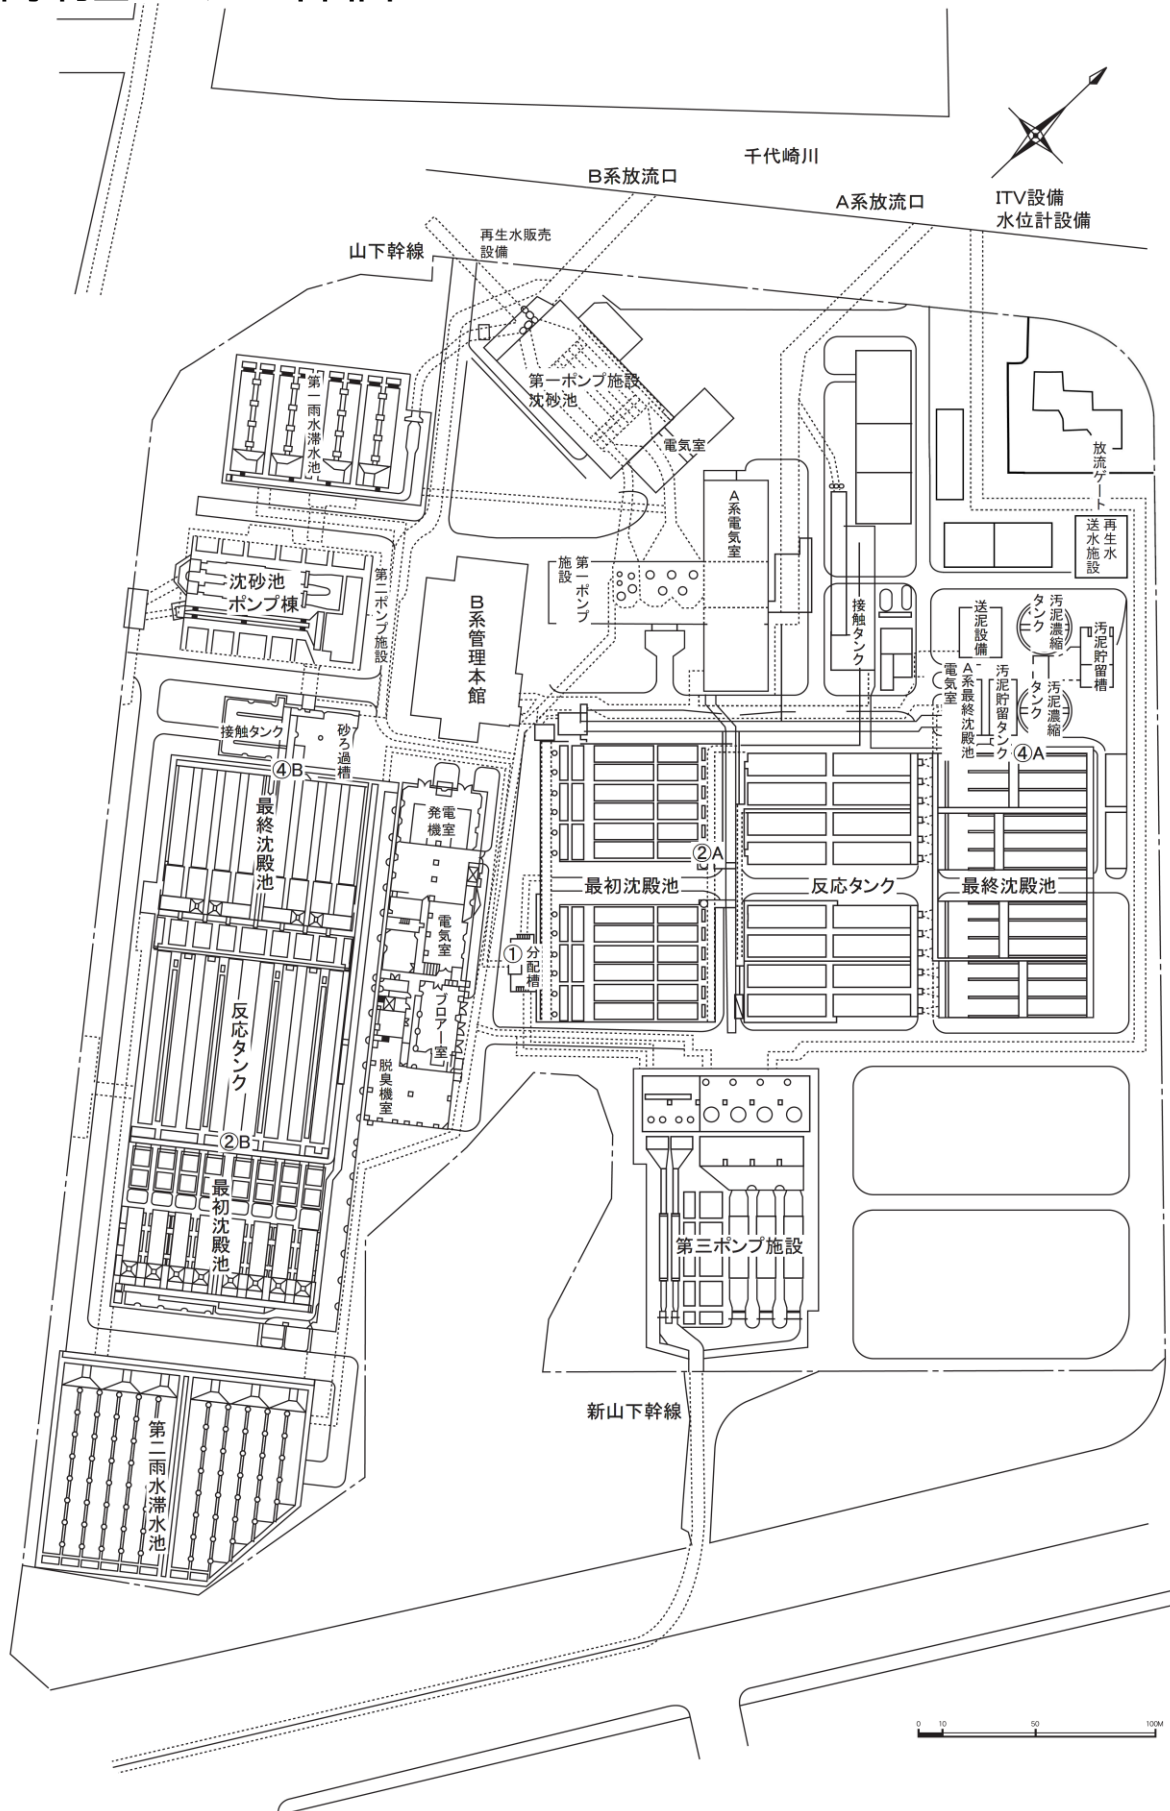 千代崎川
B系放流口
A系放流口
ITV設備
水位計設備
再生水販売
設備
山下幹線
第一ポンプ施設
沈砂池
電気室
第一雨水滞水池
A系電気室
放流ゲート
再生水
送水施設
沈砂池
ポンプ棟
第二ポンプ施設
B系管理本館
第一ポンプ
施設
接触タンク
送泥設備
汚泥濃縮
タンク
汚泥貯留槽
A系最終沈殿池
電気室
汚泥貯留タンク
汚泥濃縮
タンク
接触タンク
砂ろ過槽
④B
④A
最終沈殿池
発電
機室
②A
最初沈殿池
反応タンク
最終沈殿池
電気室
①
分配槽
反応タンク
ブロアー室
脱臭機室
②B
最初沈殿池
第三ポンプ施設
新山下幹線
第二雨水滞水池
0 10 50 100M